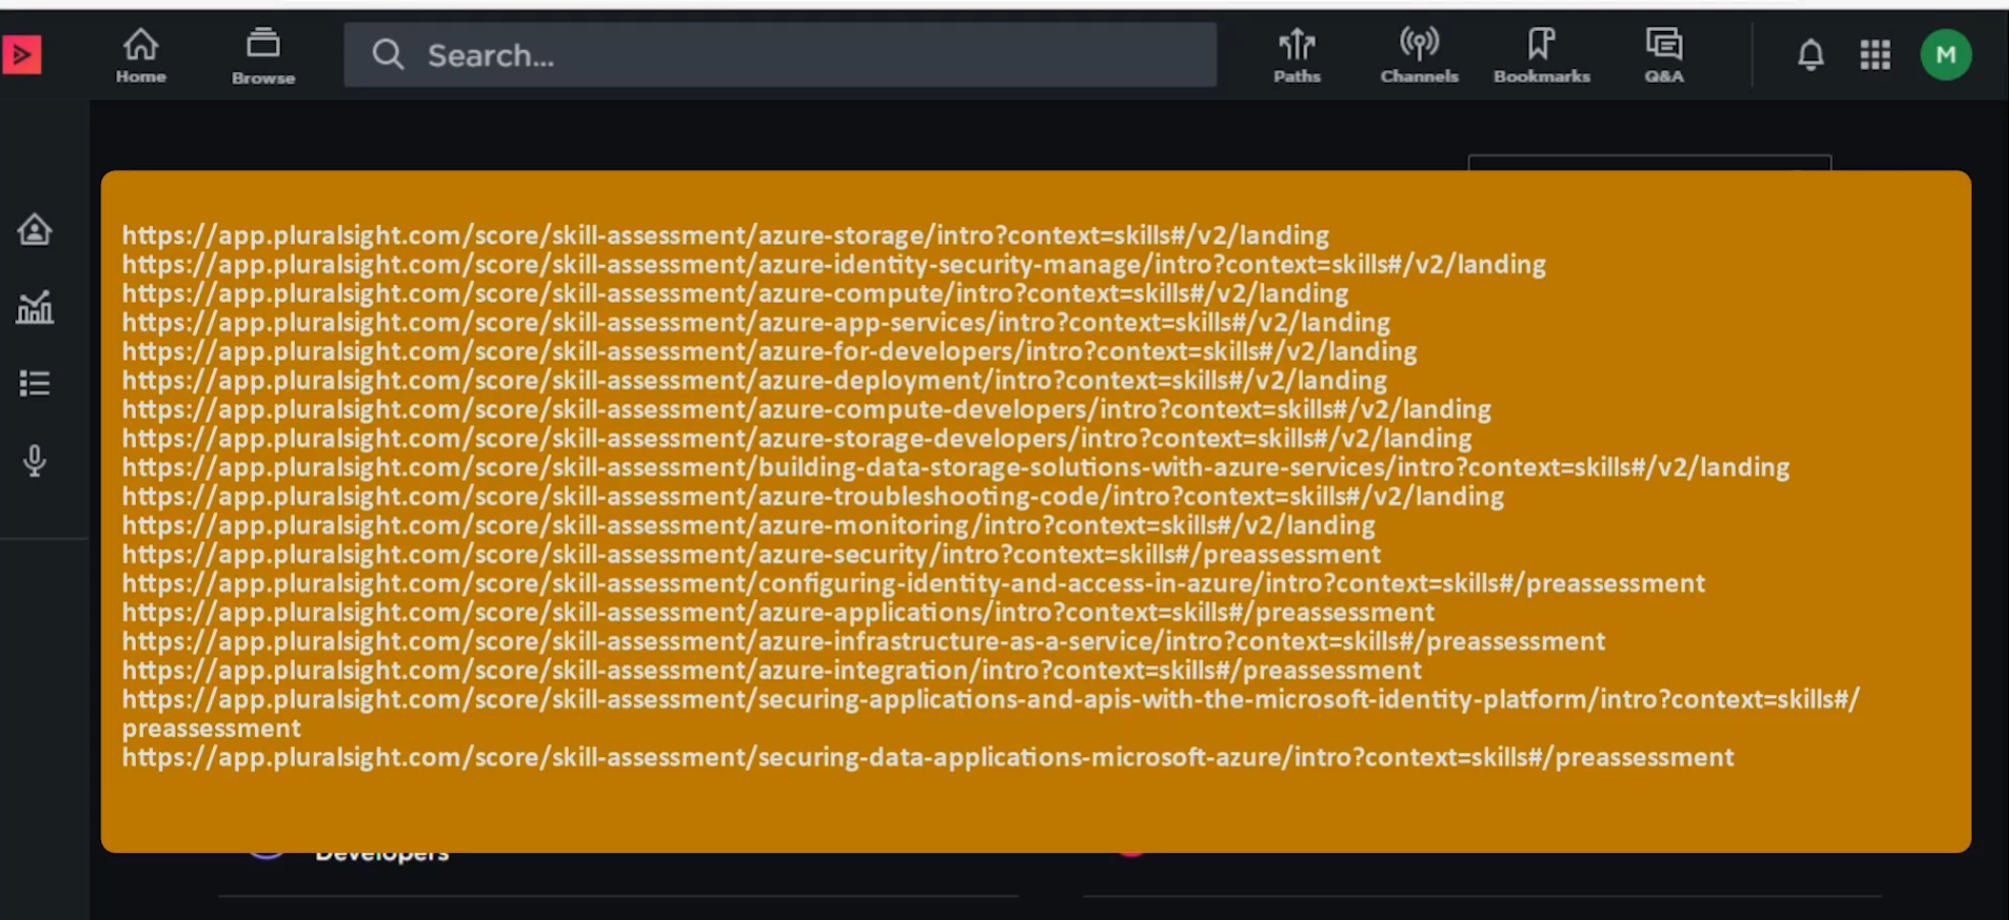 Home
Browse
Search...
Paths
Channels
Bookmarks
Q&A
M
https://app.pluralsight.com/score/skill-assessment/azure-storage/intro?context=skills#/v2/landing
https://app.pluralsight.com/score/skill-assessment/azure-identity-security-manage/intro?context=skills#/v2/landing
https://app.pluralsight.com/score/skill-assessment/azure-compute/intro?context=skills#/v2/landing
https://app.pluralsight.com/score/skill-assessment/azure-app-services/intro?context=skills#/v2/landing
https://app.pluralsight.com/score/skill-assessment/azure-for-developers/intro?context=skills#/v2/landing
https://app.pluralsight.com/score/skill-assessment/azure-deployment/intro?context=skills#/v2/landing
https://app.pluralsight.com/score/skill-assessment/azure-compute-developers/intro?context=skills#/v2/landing
https://app.pluralsight.com/score/skill-assessment/azure-storage-developers/intro?context=skills#/v2/landing
https://app.pluralsight.com/score/skill-assessment/building-data-storage-solutions-with-azure-services/intro?context=skills#/v2/landing
https://app.pluralsight.com/score/skill-assessment/azure-troubleshooting-code/intro?context=skills#/v2/landing
https://app.pluralsight.com/score/skill-assessment/azure-monitoring/intro?context=skills#/v2/landing
https://app.pluralsight.com/score/skill-assessment/azure-security/intro?context=skills#/preassessment
https://app.pluralsight.com/score/skill-assessment/configuring-identity-and-access-in-azure/intro?context=skills#/preassessment
https://app.pluralsight.com/score/skill-assessment/azure-applications/intro?context=skills#/preassessment
https://app.pluralsight.com/score/skill-assessment/azure-infrastructure-as-a-service/intro?context=skills#/preassessment
https://app.pluralsight.com/score/skill-assessment/azure-integration/intro?context=skills#/preassessment
https://app.pluralsight.com/score/skill-assessment/securing-applications-and-apis-with-the-microsoft-identity-platform/intro?context=skills#/
preassessment
https://app.pluralsight.com/score/skill-assessment/securing-data-applications-microsoft-azure/intro?context=skills#/preassessment
Developers